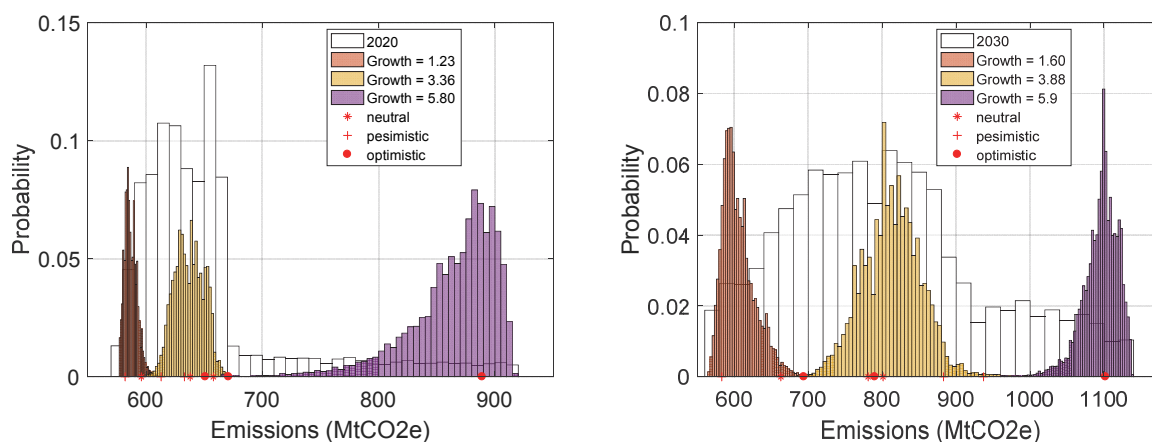 0.15
0.1
0.05
0
Probability
600
700
800
900
Emissions (MtCO2e)
2020
Growth = 1.23
Growth = 3.36
Growth = 5.80
neutral
pesimistic
optimistic
0.1
0.08
0.06
0.04
0.02
0
Probability
600
700
800
900
1000
1100
Emissions (MtCO2e)
2030
Growth = 1.60
Growth = 3.88
Growth = 5.9
neutral
pesimistic
optimistic